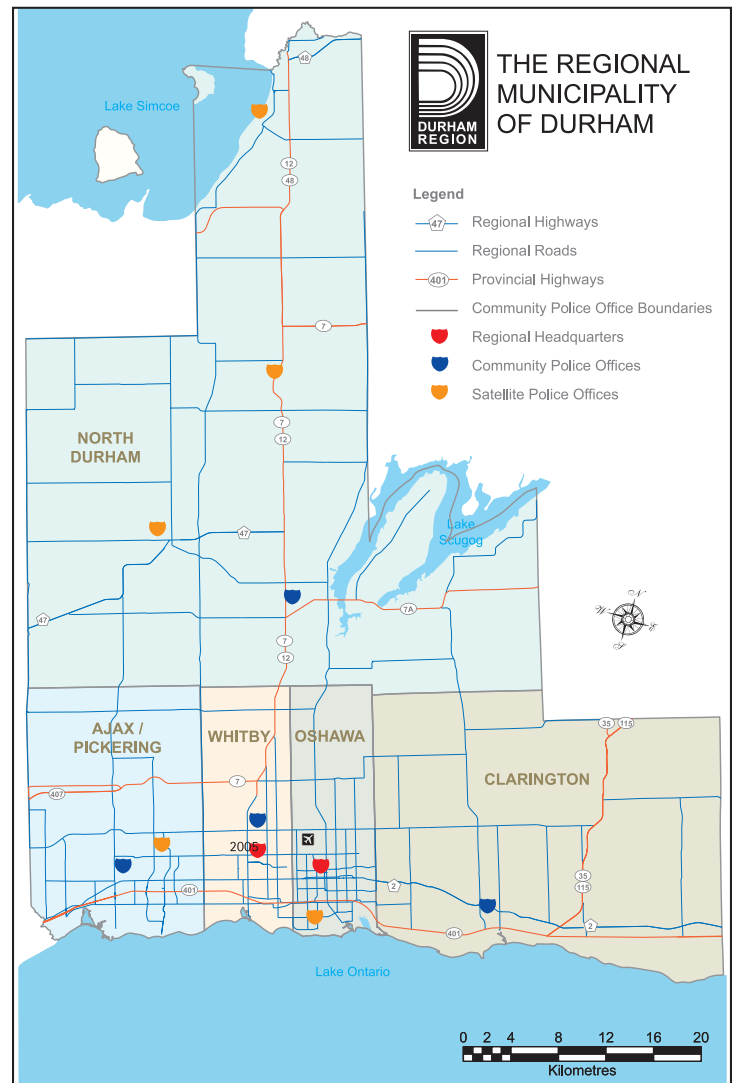 DURHAM
REGION
THE REGIONAL
MUNICIPALITY
OF DURHAM
Legend
47 Regional Highways
Regional Roads
401 Provincial Highways
Community Police Office Boundaries
Regional Headquarters
Community Police Offices
Satellite Police Offices
48
Lake Simcoe
12
48
7
7
12
NORTH
DURHAM
47
Lake
Scugog
7A
47
N
W
E
S
7
12
AJAX /
PICKERING
WHITBY
OSHAWA
35
115
CLARINGTON
7
407
2005
35
115
2
401
2
401
Lake Ontario
0 2 4 8 12 16 20
Kilometres